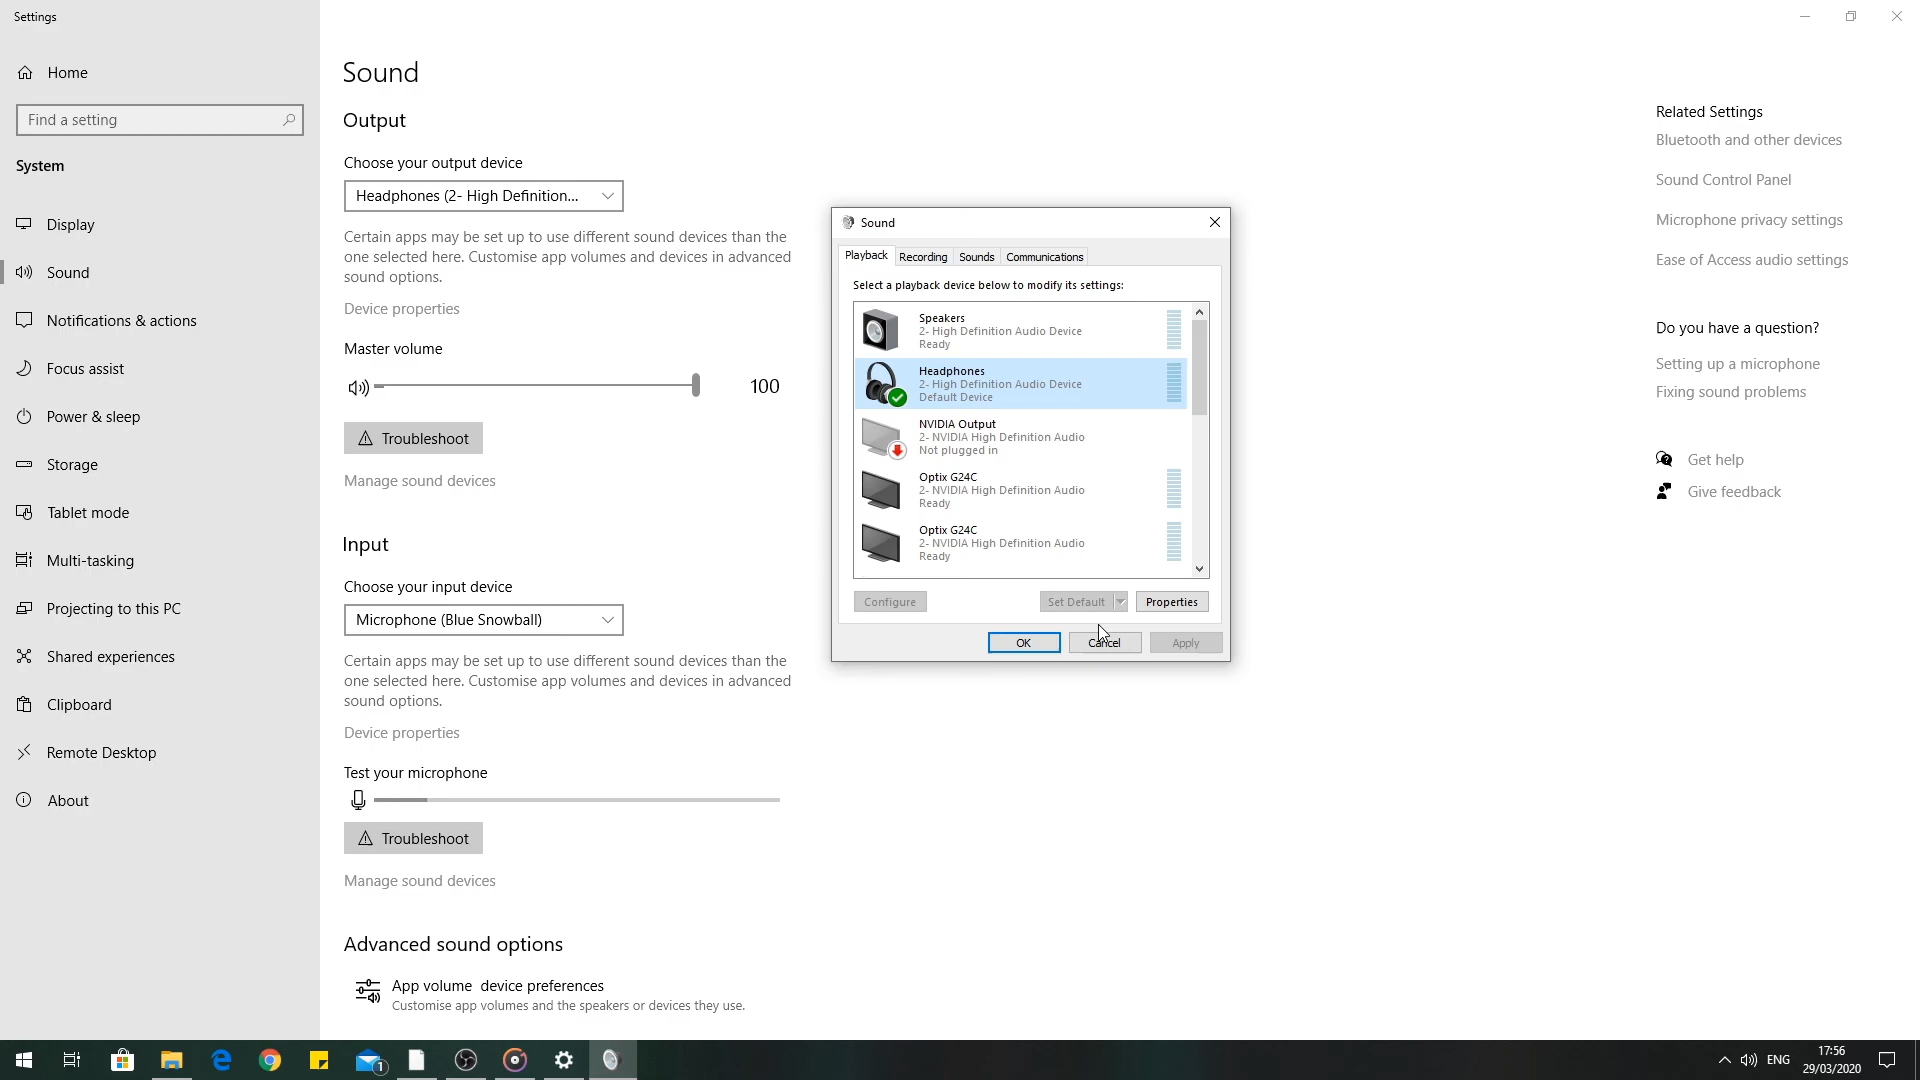 Settings
Home
Find a setting
System
Display
Sound
Notifications & actions
Focus assist
Power & sleep
Storage
Tablet mode
Multi-tasking
Projecting to this PC
Shared experiences
Clipboard
Remote Desktop
About
Sound
Output
Choose your output device
Headphones (2- High Definition...
Certain apps may be set up to use different sound devices than the
one selected here. Customise app volumes and devices in advanced
sound options.
Device properties
Master volume
100
Troubleshoot
Manage sound devices
Input
Choose your input device
Microphone (Blue Snowball)
Certain apps may be set up to use different sound devices than the
one selected here. Customise app volumes and devices in advanced
sound options.
Device properties
Test your microphone
Troubleshoot
Manage sound devices
Advanced sound options
App volume  device preferences
Customise app volumes and the speakers or devices they use.
Sound
Playback Recording Sounds Communications
Select a playback device below to modify its settings:
Speakers
2- High Definition Audio Device
Ready
Headphones
2- High Definition Audio Device
Default Device
NVIDIA Output
2- NVIDIA High Definition Audio
Not plugged in
Optix G24C
2- NVIDIA High Definition Audio
Ready
Optix G24C
2- NVIDIA High Definition Audio
Ready
Configure Set Default Properties
OK Cancel Apply
Related Settings
Bluetooth and other devices
Sound Control Panel
Microphone privacy settings
Ease of Access audio settings
Do you have a question?
Setting up a microphone
Fixing sound problems
Get help
Give feedback
1
ENG
17:56
29/03/2020